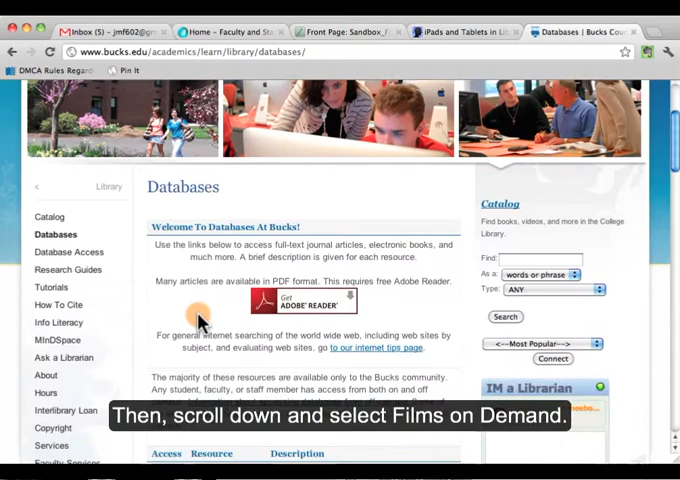 Inbox (9) - jmf602@gm
Home - Faculty and Sta
Front Page: Sandbox_F
iPads and Tablets in Lib
Databases | Bucks Cou
www.bucks.edu/academics/learn/library/databases/
DMCA Rules Regard
Pin It
Library
Catalog
Databases
Database Access
Research Guides
Tutorials
How To Cite
Info Literacy
MInDSpace
Ask a Librarian
About
Hours
Interlibrary Loan
Copyright
Services
Faculty Services
Databases
Welcome To Databases At Bucks!
Use the links below to access full-text journal articles, electronic books, and
much more. A brief description is given for each resource.
Many articles are available in PDF format. This requires free Adobe Reader.
Get
ADOBE® READER®
For general internet searching of the world wide web, including web sites by
subject, and evaluating web sites, go to our internet tips page.
The majority of these resources are available only to the Bucks community.
Any student, faculty, or staff member has access from both on and off
Access Resource Description
Catalog
Find books, videos, and more in the College
Library.
Find:
As a: words or phrase
Type: ANY
Search
<--Most Popular-->
Connect
IM a Librarian
Then, scroll down and select Films on Demand.